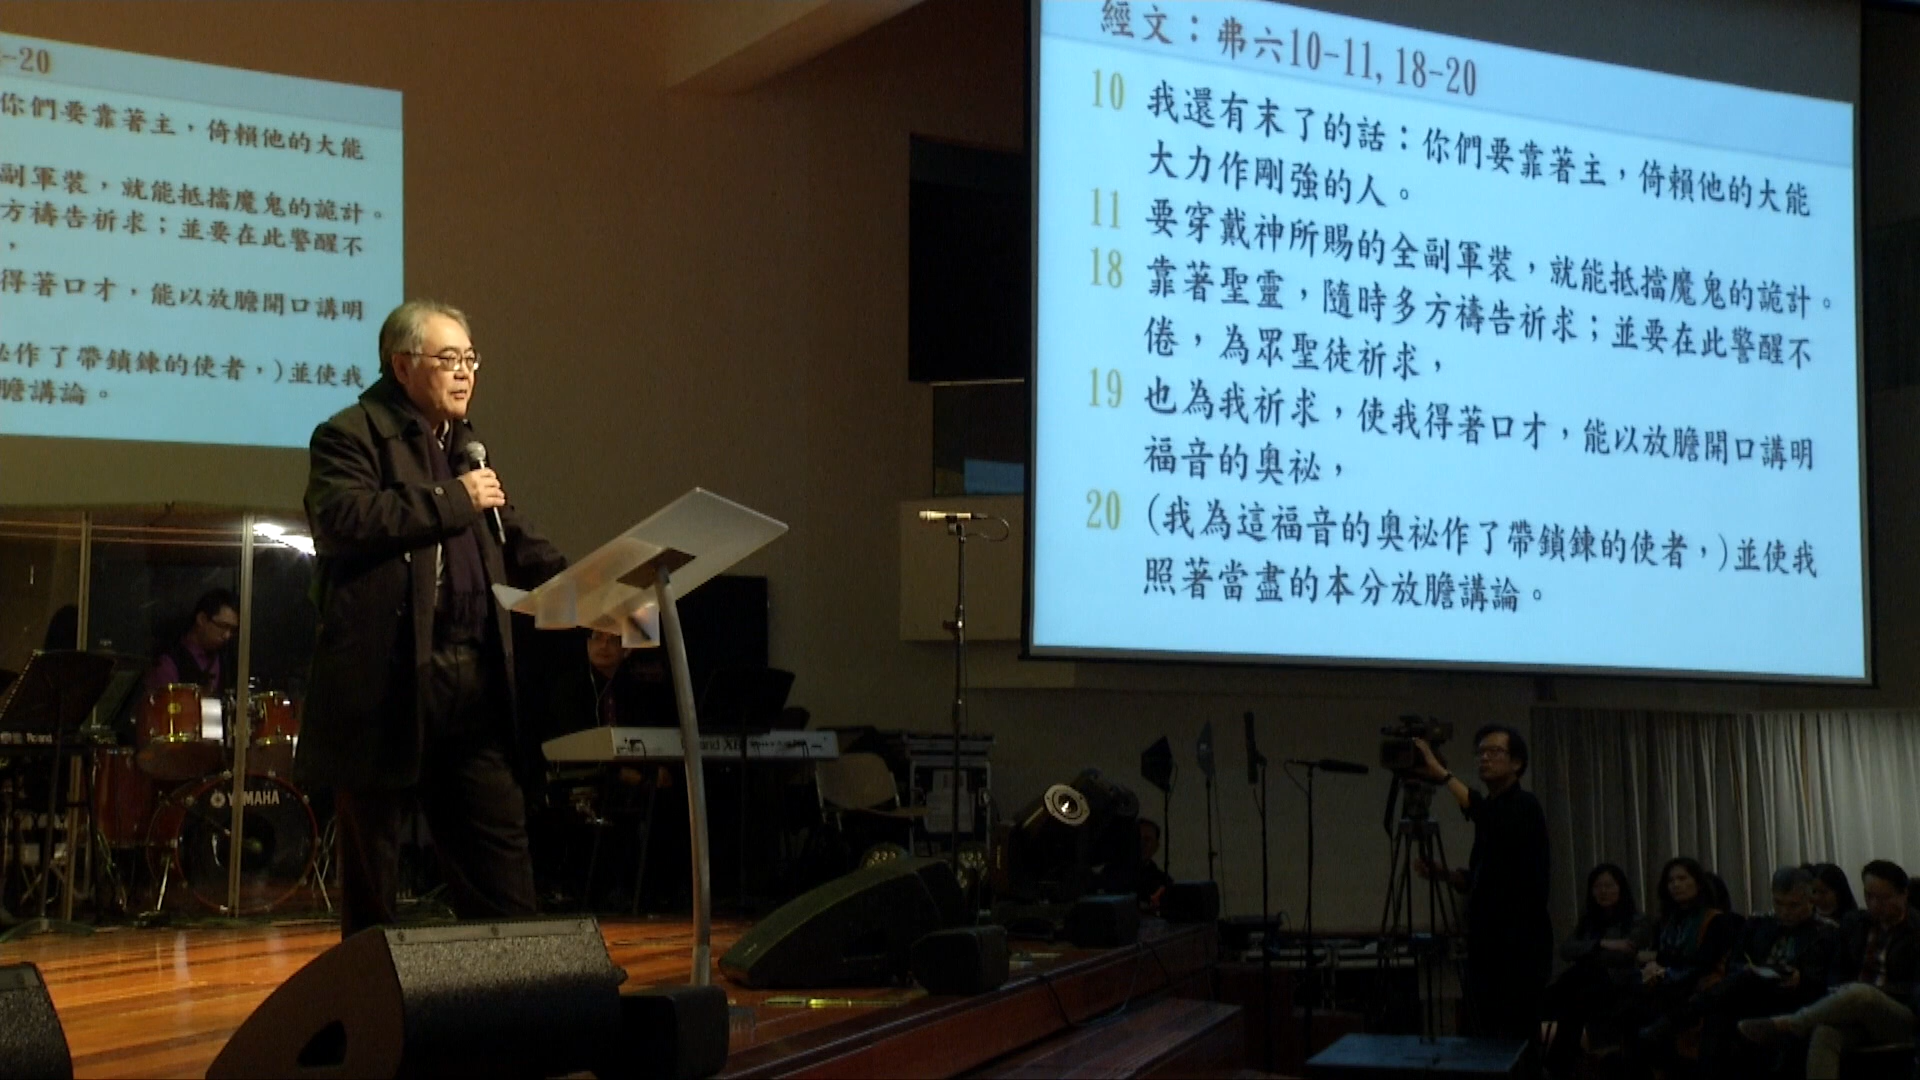 -20
你們要靠著主，倚賴他的大能
副軍裝，就能抵擋魔鬼的詭計。
方禱告祈求；並要在此警醒不
，
得著口才，能以放膽開口講明
作了帶鎖鍊的使者，)並使我
膽講論。
經文：弗六10-11, 18-20
10 我還有末了的話：你們要靠著主，倚賴他的大能
大力作剛強的人。
11 要穿戴神所賜的全副軍裝，就能抵擋魔鬼的詭計。
18 靠著聖靈，隨時多方禱告祈求；並要在此警醒不
倦，為眾聖徒祈求，
19 也為我祈求，使我得著口才，能以放膽開口講明
福音的奧祕，
20 (我為這福音的奧祕作了帶鎖鍊的使者，)並使我
照著當盡的本分放膽講論。
Roland
YAMAHA